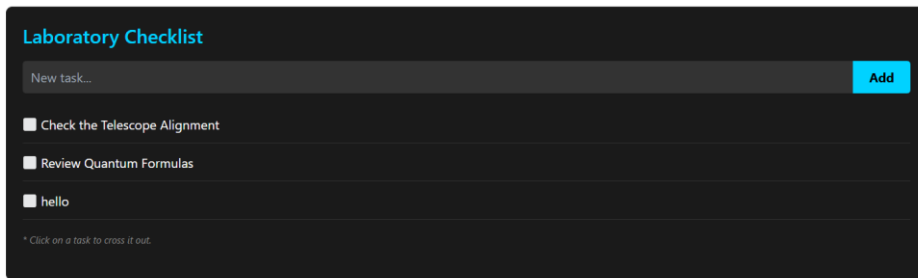 Laboratory Checklist
New task...
Add
Check the Telescope Alignment
Review Quantum Formulas
hello
* Click on a task to cross it out.